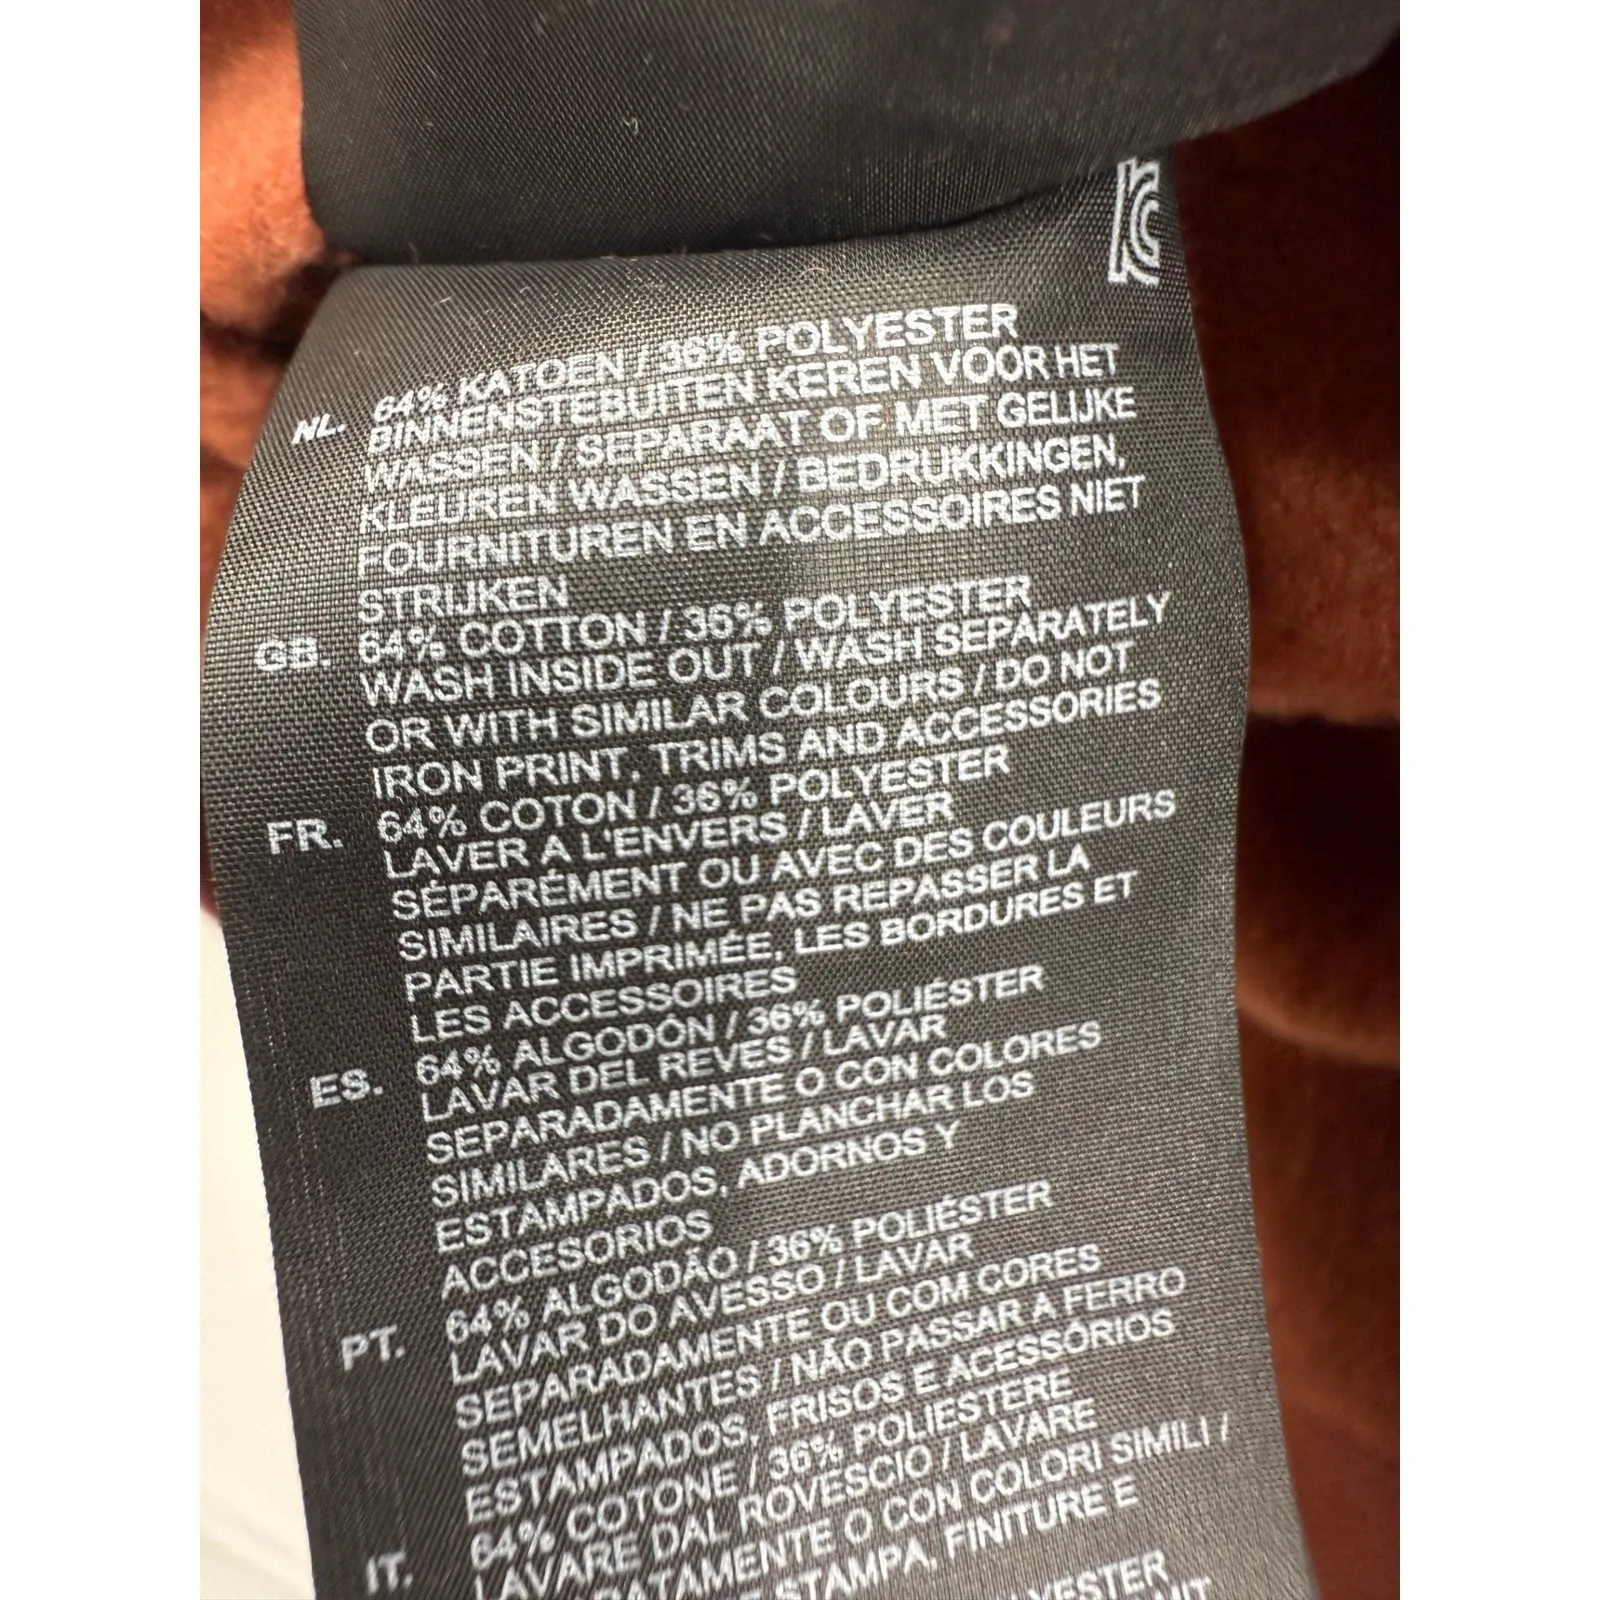 NL. 64% KATOEN / 36% POLYESTER
BINNENSTEBUITEN KEREN VOOR HET
WASSEN / SEPARAAT OF MET GELIJKE
KLEUREN WASSEN / BEDRUKKINGEN,
FOURNITUREN EN ACCESSOIRES NIET
STRIJKEN
GB. 64% COTTON / 36% POLYESTER
WASH INSIDE OUT / WASH SEPARATELY
OR WITH SIMILAR COLOURS / DO NOT
IRON PRINT, TRIMS AND ACCESSORIES
FR. 64% COTON / 36% POLYESTER
LAVER A L'ENVERS / LAVER
SÉPARÉMENT OU AVEC DES COULEURS
SIMILAIRES / NE PAS REPASSER LA
PARTIE IMPRIMÉE, LES BORDURES ET
LES ACCESSOIRES
ES. 64% ALGODÓN / 36% POLIÉSTER
LAVAR DEL REVÉS / LAVAR
SEPARADAMENTE O CON COLORES
SIMILARES / NO PLANCHAR LOS
ESTAMPADOS, ADORNOS Y
ACCESORIOS
PT. 64% ALGODÃO / 36% POLIÉSTER
LAVAR DO AVESSO / LAVAR
SEPARADAMENTE OU COM CORES
SEMELHANTES / NÃO PASSAR A FERRO
ESTAMPADOS, FRISOS E ACESSÓRIOS
IT. 64% COTONE / 36% POLIESTERE
LAVARE DAL ROVESCIO / LAVARE
O CON COLORI SIMILI /
STAMPA, FINITURE E